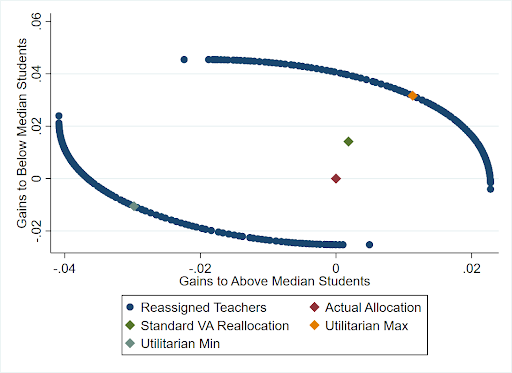 Gains to Below Median Students
.06
.04
.02
0
-.02
-.04
-.02
0
.02
Gains to Above Median Students
Reassigned Teachers
Actual Allocation
Standard VA Reallocation
Utilitarian Max
Utilitarian Min